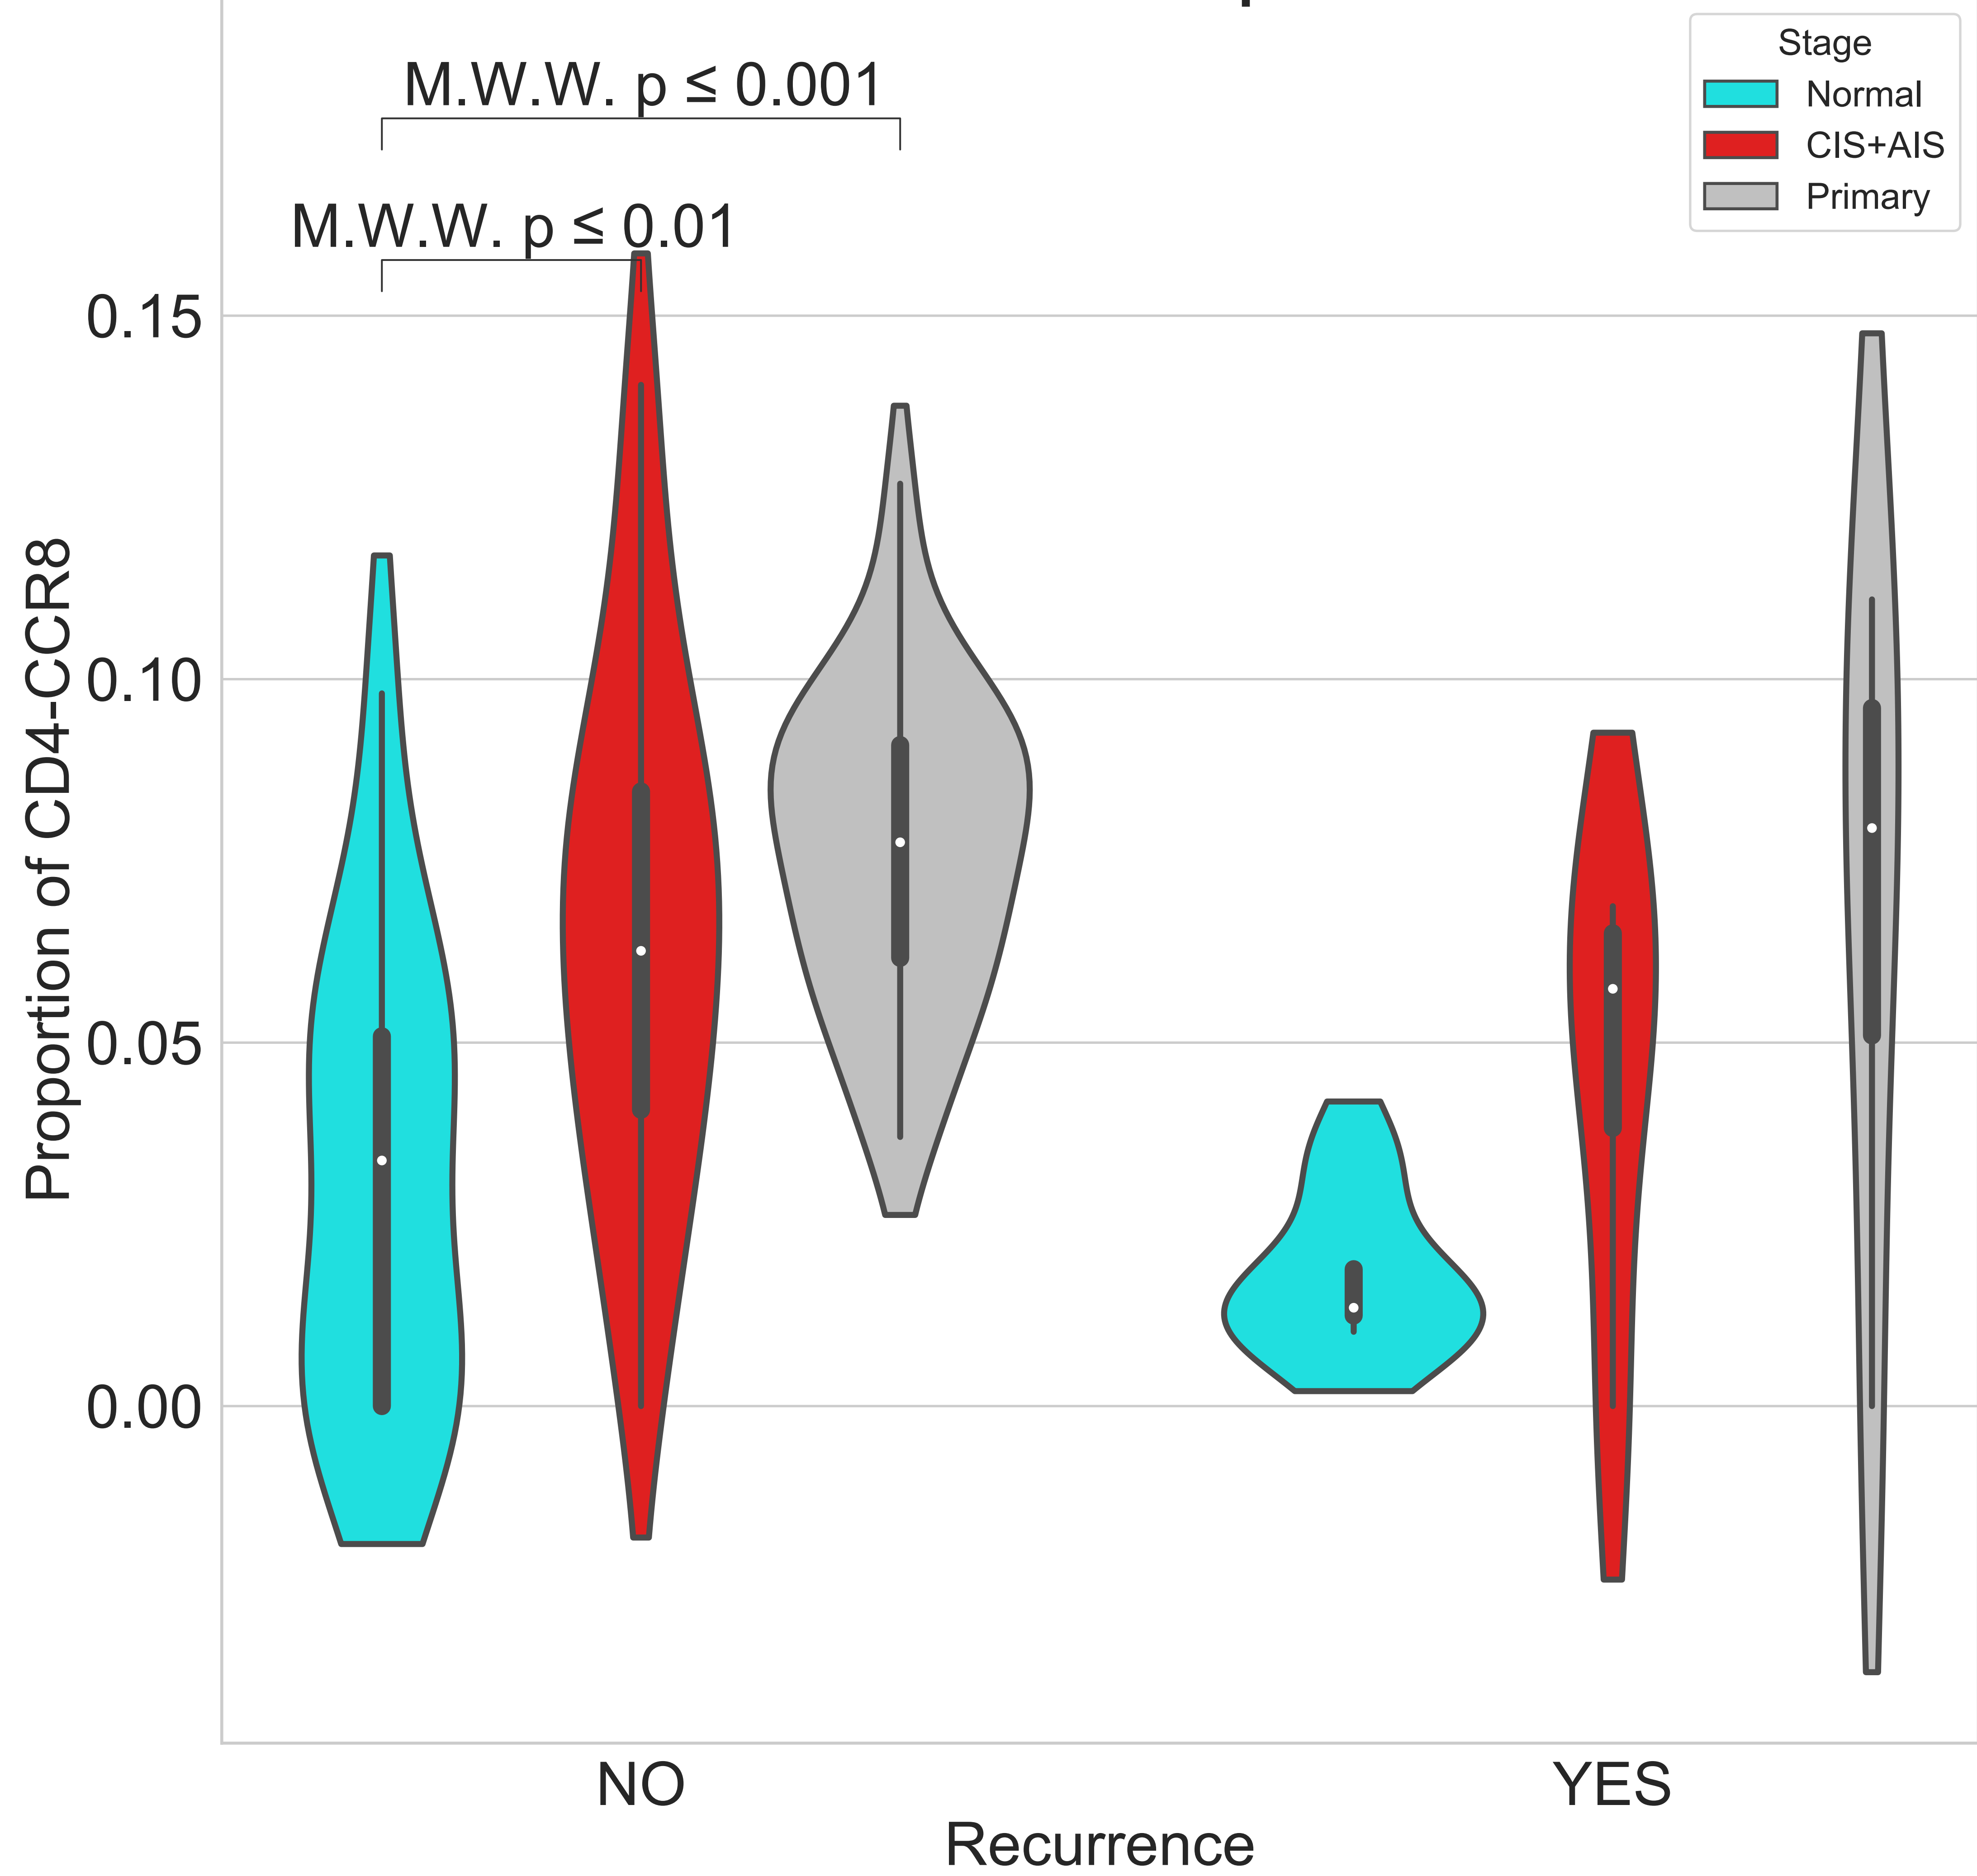 M.W.W. p ≤ 0.001
M.W.W. p ≤ 0.01
Stage
Normal
CIS+AIS
Primary
Proportion of CD4-CCR8
0.15
0.10
0.05
0.00
NO
YES
Recurrence